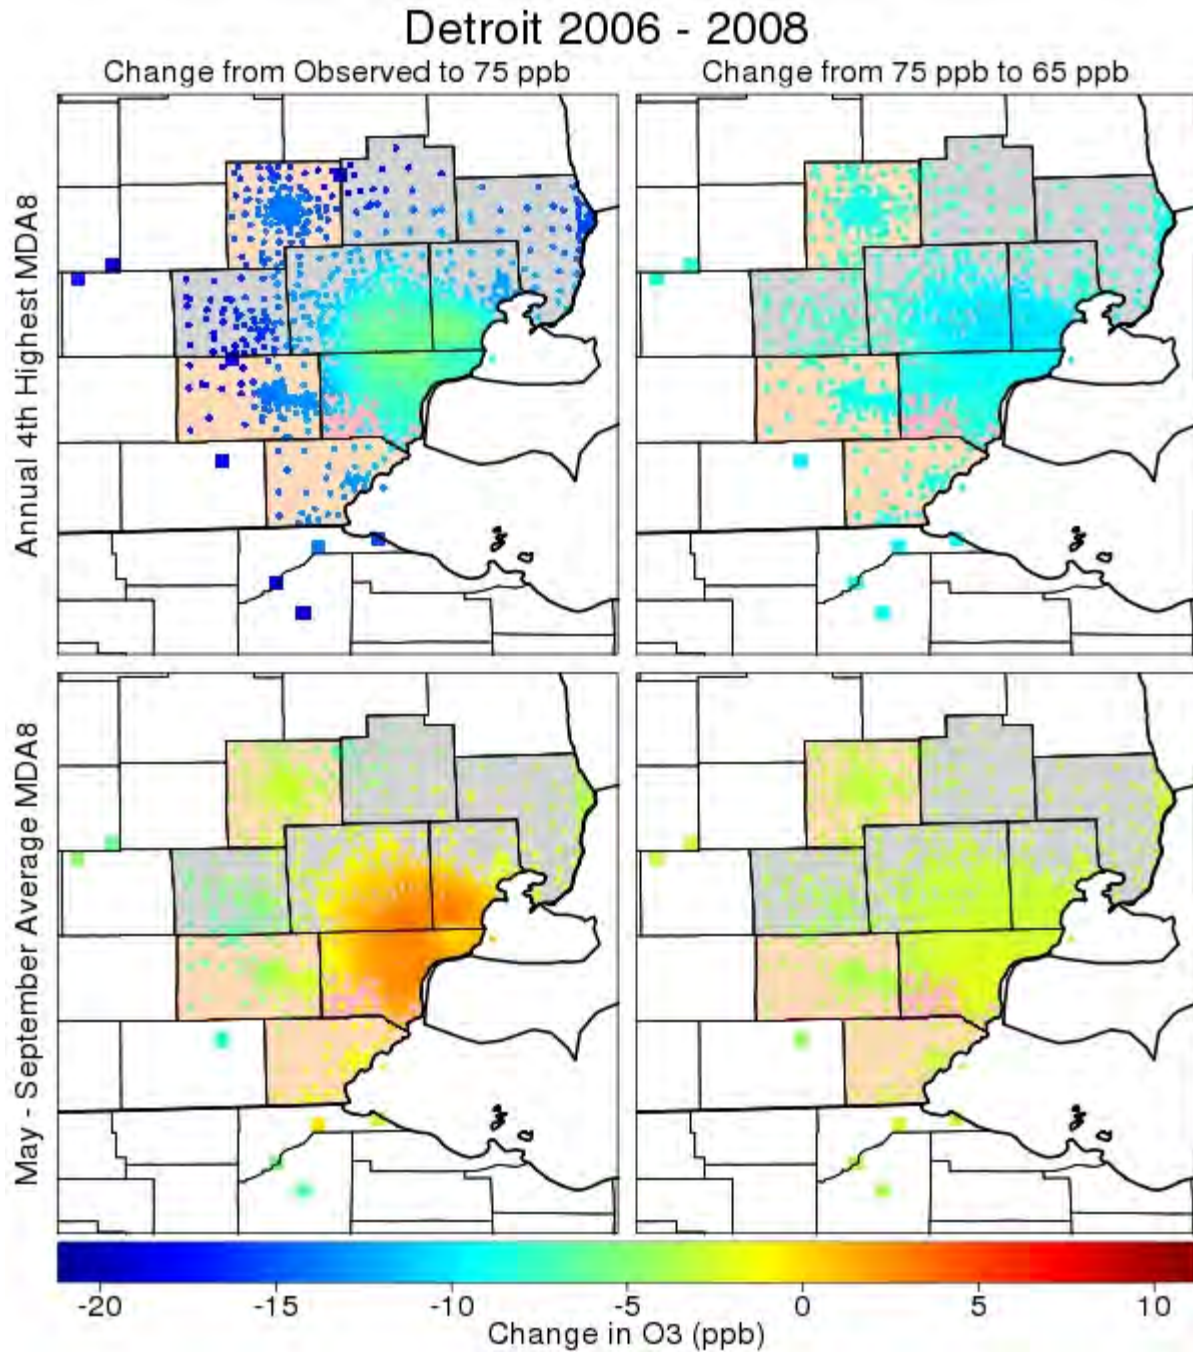 Detroit 2006 - 2008
Change from Observed to 75 ppb
Change from 75 ppb to 65 ppb
Annual 4th Highest MDA8
May - September Average MDA8
-20 -15 -10 -5 0 5 10
Change in O3 (ppb)